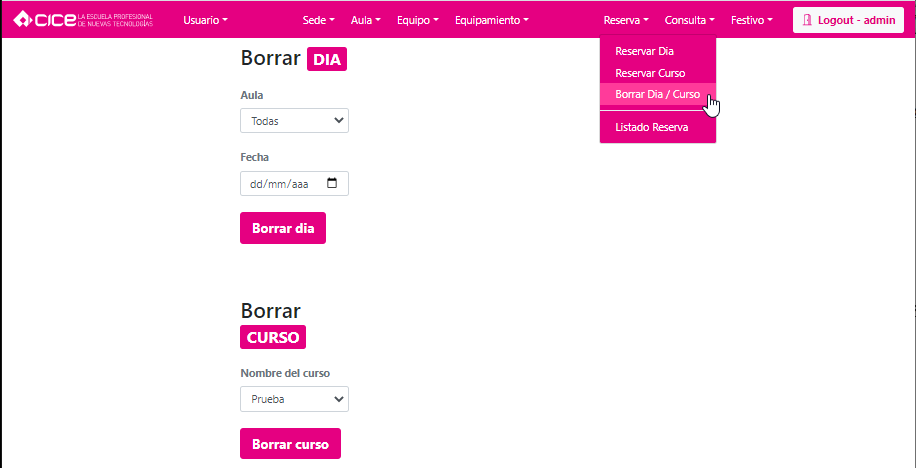 CICE LA ESCUELA PROFESIONAL
DE NUEVAS TECNOLOGÍAS
Usuario
Sede
Aula
Equipo
Equipamiento
Reserva
Consulta
Festivo
Logout - admin
Reservar Dia
Reservar Curso
Borrar Dia / Curso
Listado Reserva
Borrar DIA
Aula
Todas
Fecha
dd/mm/aaa
Borrar dia
Borrar
CURSO
Nombre del curso
Prueba
Borrar curso